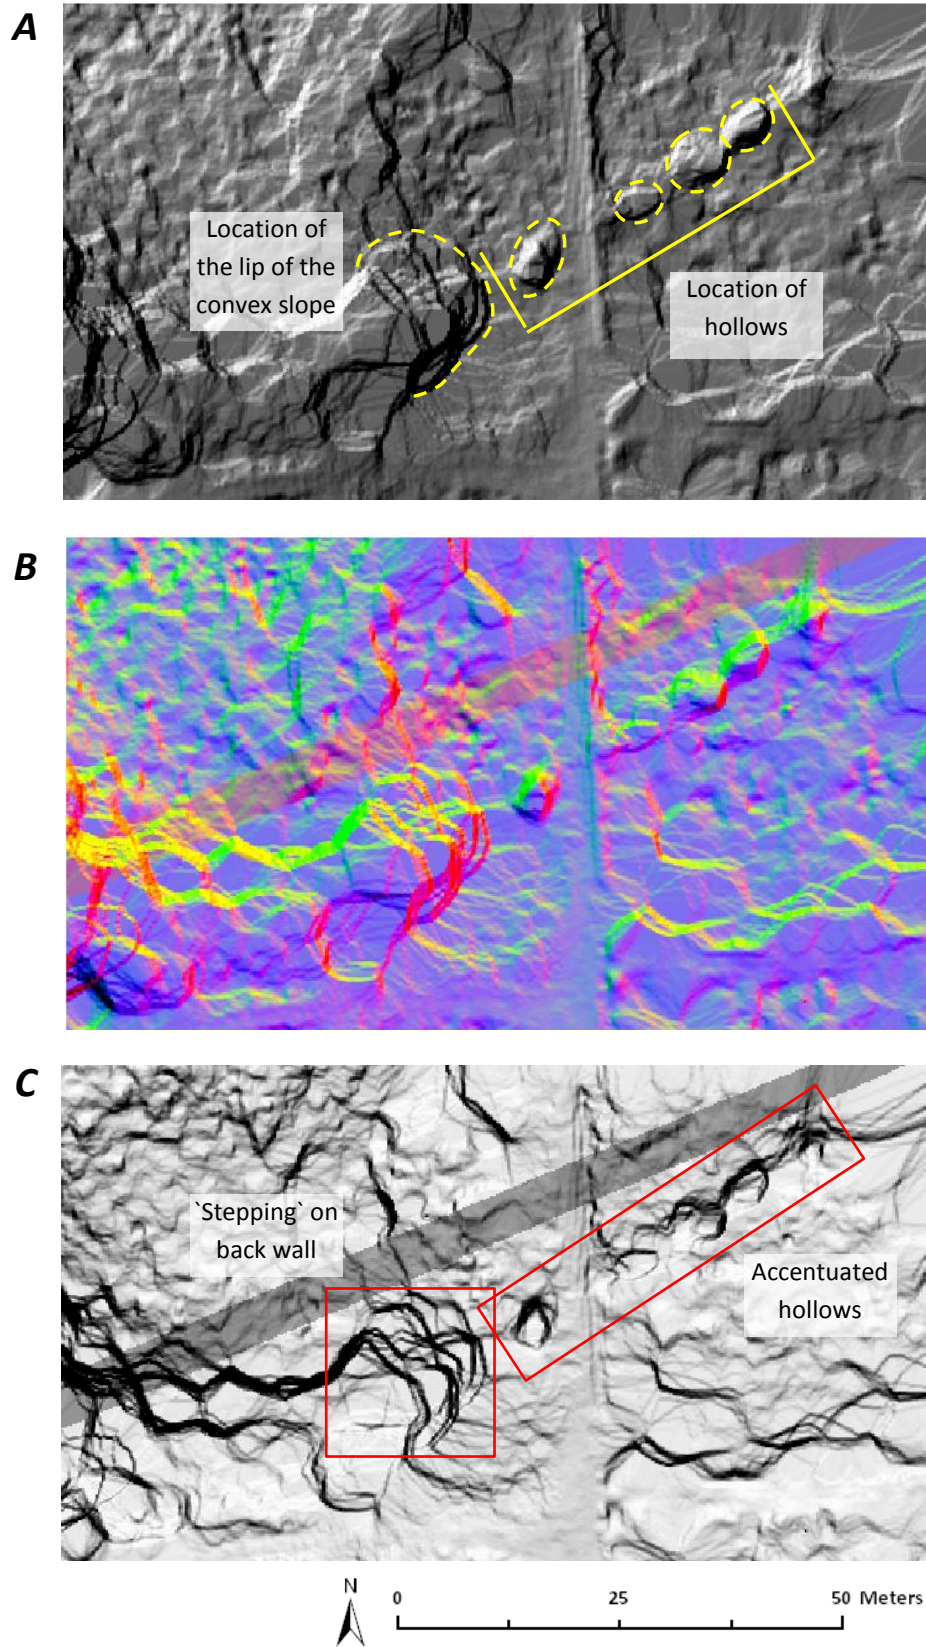 A
Location of
the lip of the
convex slope
Location of
hollows
B
C
`Stepping` on
back wall
Accentuated
hollows
N
0 25 50 Meters